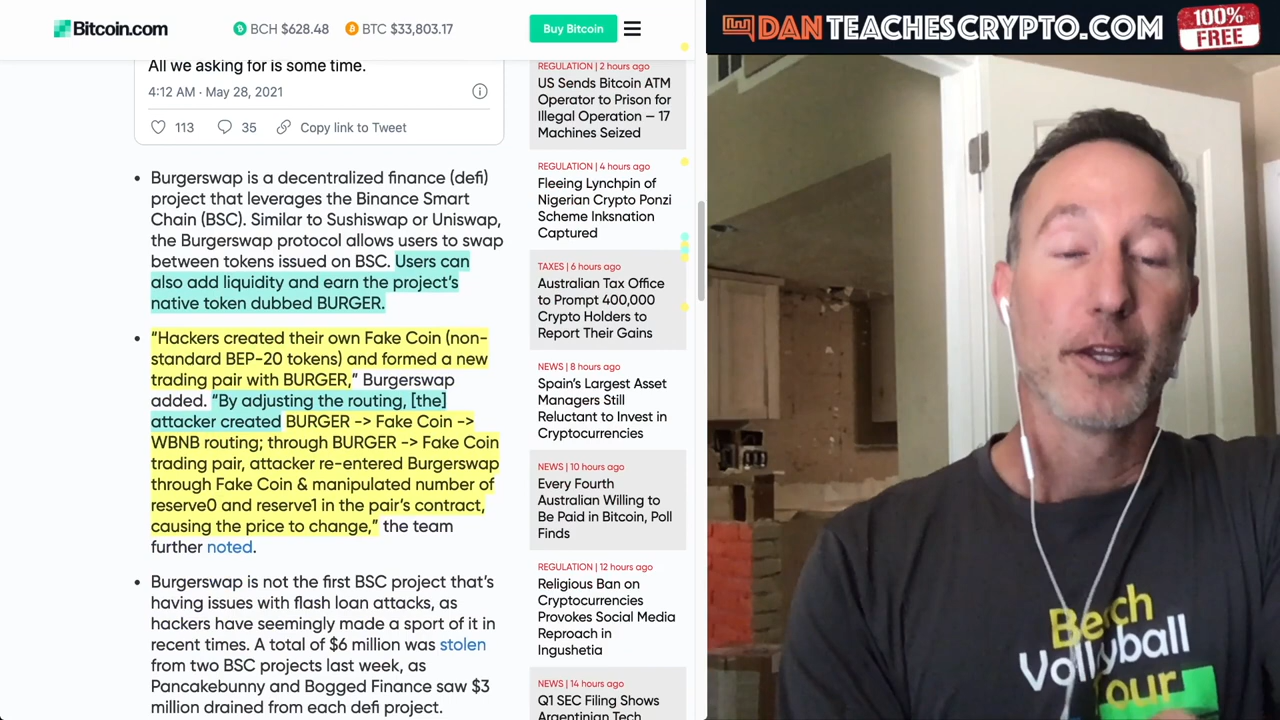 Bitcoin.com
BCH $628.48
BTC $33,803.17
Buy Bitcoin
All we asking for is some time.
4:12 AM · May 28, 2021
113
35
Copy link to Tweet
• Burgerswap is a decentralized finance (defi)
project that leverages the Binance Smart
Chain (BSC). Similar to Sushiswap or Uniswap,
the Burgerswap protocol allows users to swap
between tokens issued on BSC. Users can
also add liquidity and earn the project's
native token dubbed BURGER.
• “Hackers created their own Fake Coin (non-
standard BEP-20 tokens) and formed a new
trading pair with BURGER,” Burgerswap
added. “By adjusting the routing, [the]
attacker created BURGER -> Fake Coin ->
WBNB routing; through BURGER -> Fake Coin
trading pair, attacker re-entered Burgerswap
through Fake Coin & manipulated number of
reserve0 and reserve1 in the pair's contract,
causing the price to change,” the team
further noted.
• Burgerswap is not the first BSC project that's
having issues with flash loan attacks, as
hackers have seemingly made a sport of it in
recent times. A total of $6 million was stolen
from two BSC projects last week, as
Pancakebunny and Bogged Finance saw $3
million drained from each defi project.
REGULATION | 2 hours ago
US Sends Bitcoin ATM
Operator to Prison for
Illegal Operation — 17
Machines Seized
REGULATION | 4 hours ago
Fleeing Lynchpin of
Nigerian Crypto Ponzi
Scheme Inksnation
Captured
TAXES | 6 hours ago
Australian Tax Office
to Prompt 400,000
Crypto Holders to
Report Their Gains
NEWS | 8 hours ago
Spain's Largest Asset
Managers Still
Reluctant to Invest in
Cryptocurrencies
NEWS | 10 hours ago
Every Fourth
Australian Willing to
Be Paid in Bitcoin, Poll
Finds
REGULATION | 12 hours ago
Religious Ban on
Cryptocurrencies
Provokes Social Media
Reproach in
Ingushetia
NEWS | 14 hours ago
Q1 SEC Filing Shows
Argentinian Tech
DANTEACHESCRYPTO.COM
100%
FREE
Beach
Volleyball
Tour